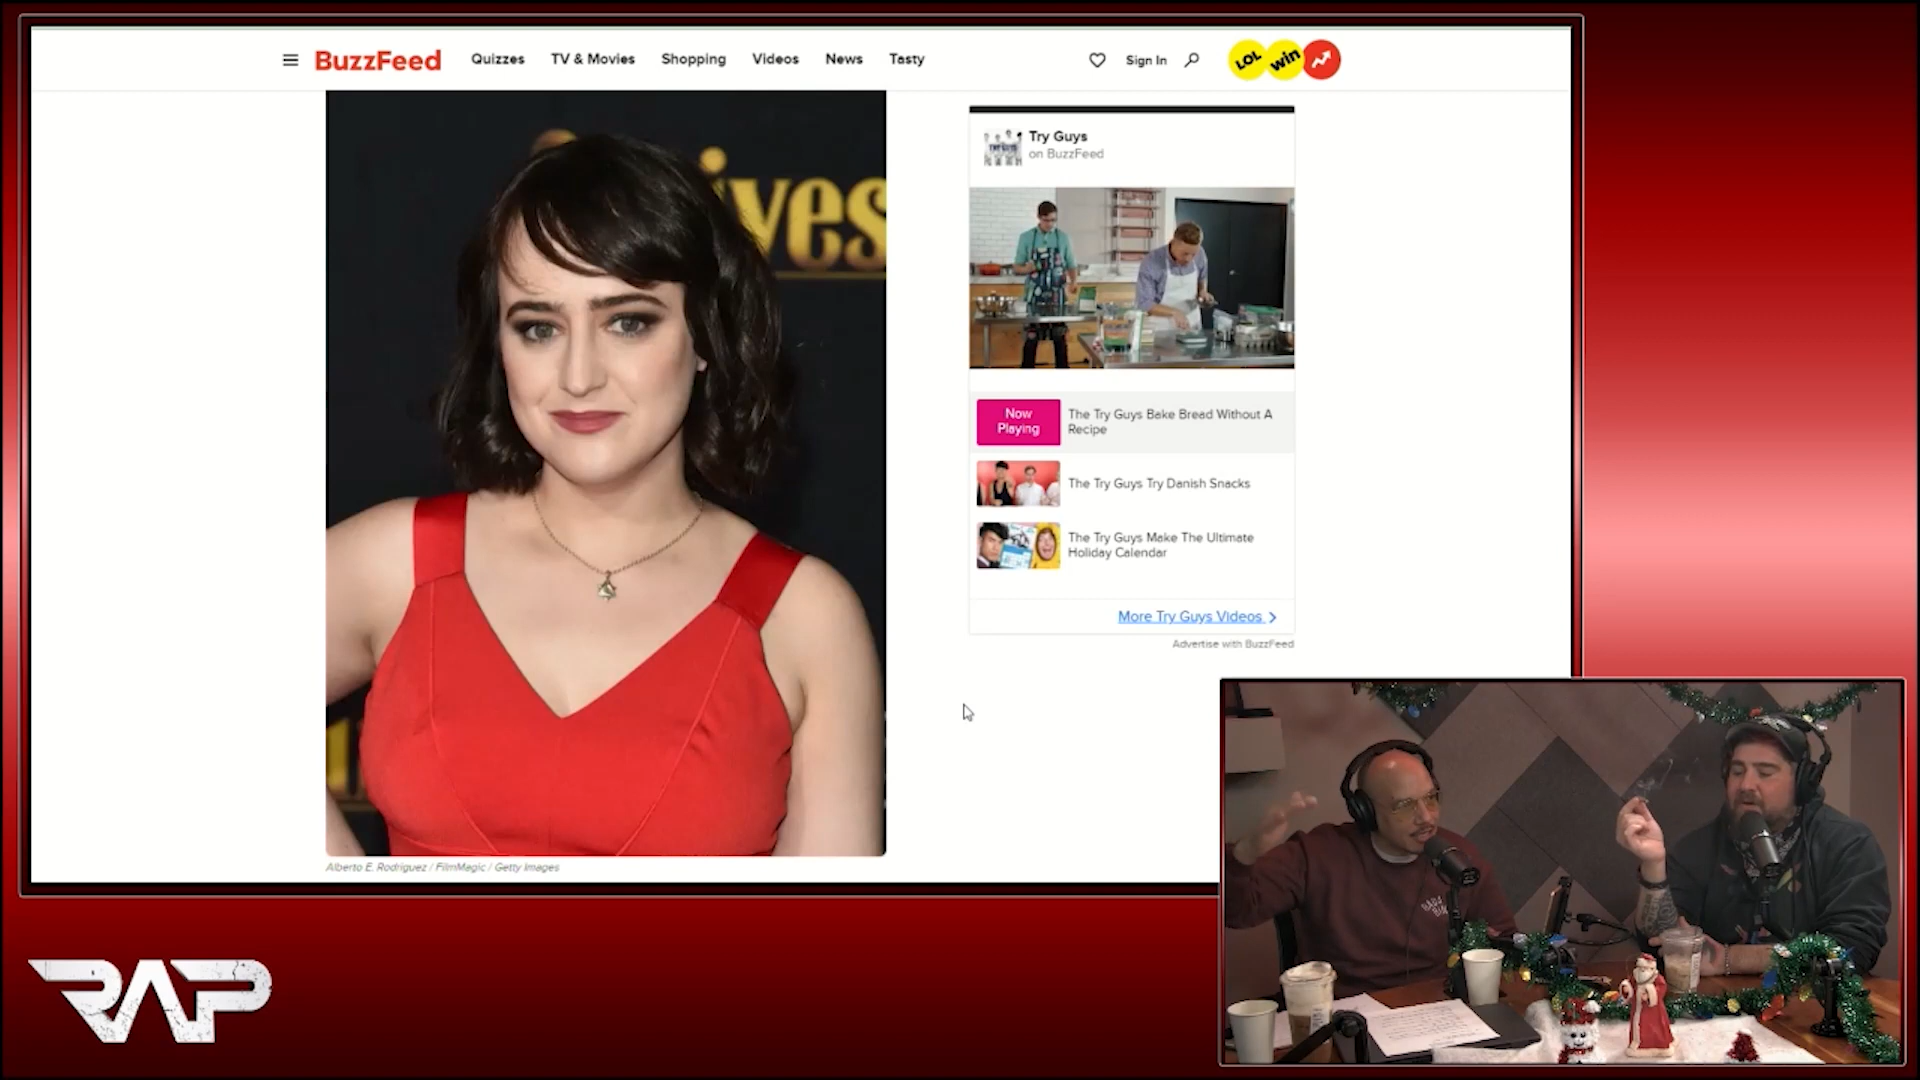 BuzzFeed
Quizzes
TV & Movies
Shopping
Videos
News
Tasty
Sign In
LOL
win
ives
Try Guys
on BuzzFeed
Now
Playing
The Try Guys Bake Bread Without A
Recipe
The Try Guys Try Danish Snacks
The Try Guys Make The Ultimate
Holiday Calendar
More Try Guys Videos
Advertise with BuzzFeed
Alberto E. Rodriguez / FilmMagic / Getty Images
RAP